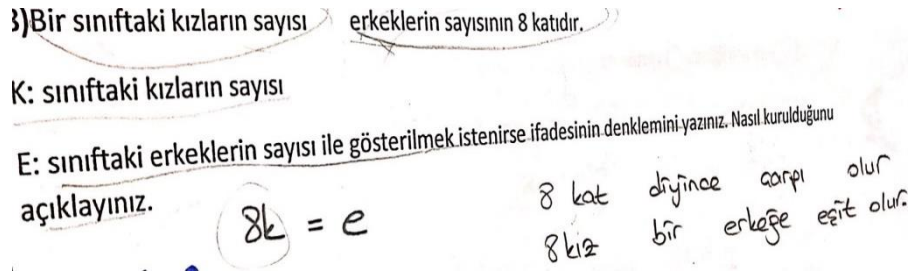 3)Bir sınıftaki kızların sayısı erkeklerin sayısının 8 katıdır.
K: sınıftaki kızların sayısı
E: sınıftaki erkeklerin sayısı ile gösterilmek istenirse ifadesinin denklemini yazınız. Nasıl kurulduğunu
açıklayınız.
8k = e
8 kat diyince çarpı olur
8 kız bir erkeğe eşit olur.